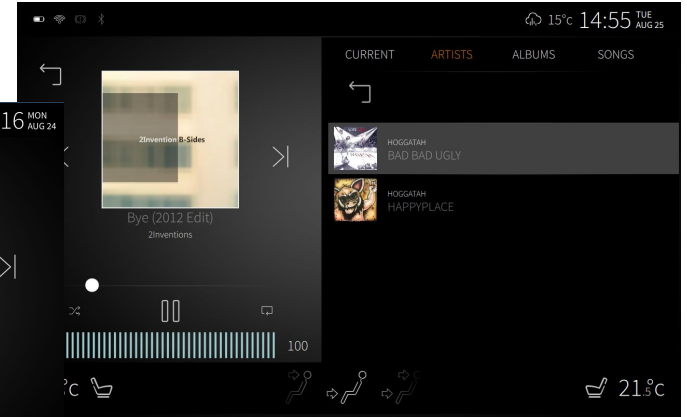 15°c 14:55 TUE
AUG 25
CURRENT ARTISTS ALBUMS SONGS
16 MON
AUG 24
2Invention B-Sides
HOGGATAH
BAD BAD UGLY
Bye (2012 Edit)
2Inventions
HOGGATAH
HAPPYPLACE
100
°c
21.5°c